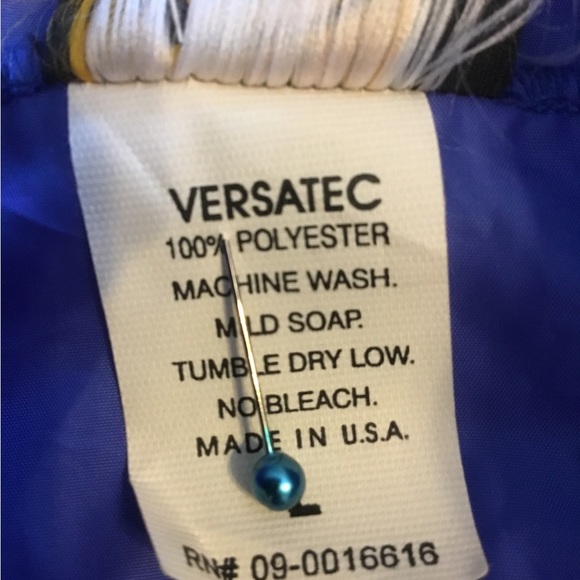 VERSATEC
100% POLYESTER
MACHINE WASH.
MILD SOAP.
TUMBLE DRY LOW.
NO BLEACH.
MADE IN U.S.A.
L
RN# 09-0016616